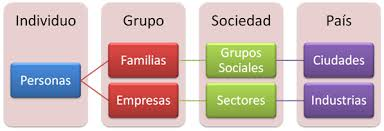 Individuo Grupo Sociedad País
Familias Grupos Sociales Ciudades
Personas
Empresas Sectores Industrias